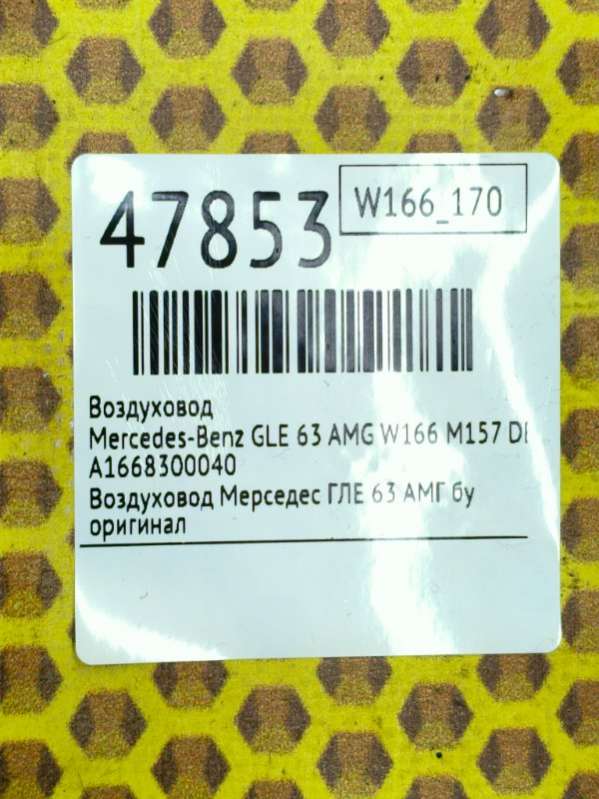 47853
W166_170
Воздуховод
Mercedes-Benz GLE 63 AMG W166 M157 DE
A1668300040
Воздуховод Мерседес ГЛЕ 63 АМГ бу
оригинал